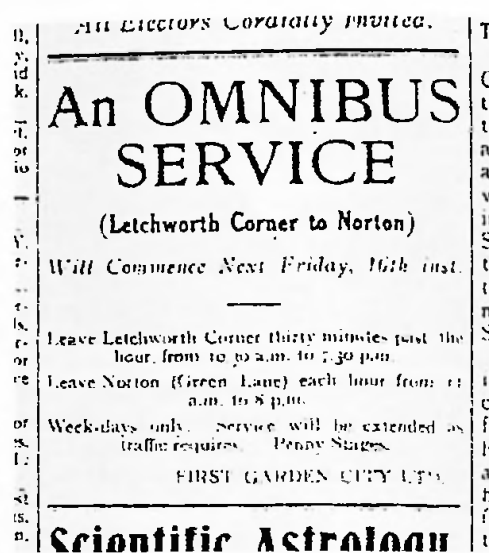 All Electors Cordially Invited.
An OMNIBUS
SERVICE
(Letchworth Corner to Norton)
Will Commence Next Friday, 16th inst.
Leave Letchworth Corner thirty minutes past the
hour, from 10.30 a.m. to 7.30 p.m.
Leave Norton (Green Lane) each hour from 11
a.m. to 8 p.m.
Week-days only. Service will be extended as
traffic requires. Penny Stages.
FIRST GARDEN CITY LTD.
Scientific Astrology